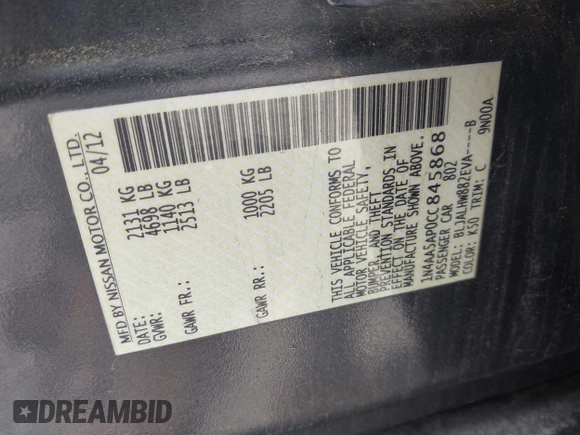 MFD BY NISSAN MOTOR CO., LTD.
DATE: 04/12
GVWR: 2131 KG
4698 LB
GAWR FR.: 1140 KG
2513 LB
GAWR RR.: 1000 KG
2205 LB
THIS VEHICLE CONFORMS TO
ALL APPLICABLE FEDERAL
MOTOR VEHICLE SAFETY,
BUMPER, AND THEFT
PREVENTION STANDARDS IN
EFFECT ON THE DATE OF
MANUFACTURE SHOWN ABOVE.
1N4AA5AP0CC845868
PASSENGER CAR 802
MODEL: BLJALHW882EVA----B
COLOR: K50 TRIM: C 9N00A
DREAMBID